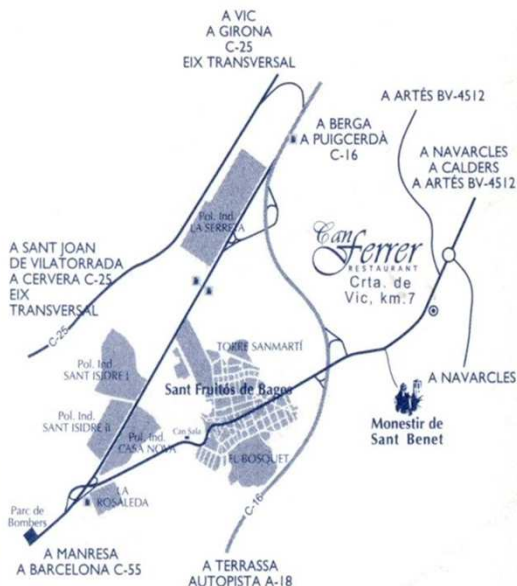 A VIC
A GIRONA
C-25
EIX TRANSVERSAL
A ARTÉS BV-4512
A BERGA
A PUIGCERDÀ
C-16
A NAVARCLES
A CALDERS
A ARTÉS BV-4512
Pol. Ind.
LA SERRETA
Can
Ferrer
RESTAURANT
Crta. de
Vic, km.7
A SANT JOAN
DE VILATORRADA
A CERVERA C-25
EIX
TRANSVERSAL
C-25
TORRE SANMARTÍ
Pol. Ind.
SANT ISIDRE I
Sant Fruitós de Bages
A NAVARCLES
Pol. Ind.
SANT ISIDRE II
Can Sala
Monestir de
Sant Benet
Pol. Ind.
CASA NOVA
EL BOSQUET
LA
ROSALEDA
Parc de
Bombers
C-16
A MANRESA
A BARCELONA C-55
A TERRASSA
AUTOPISTA A-18